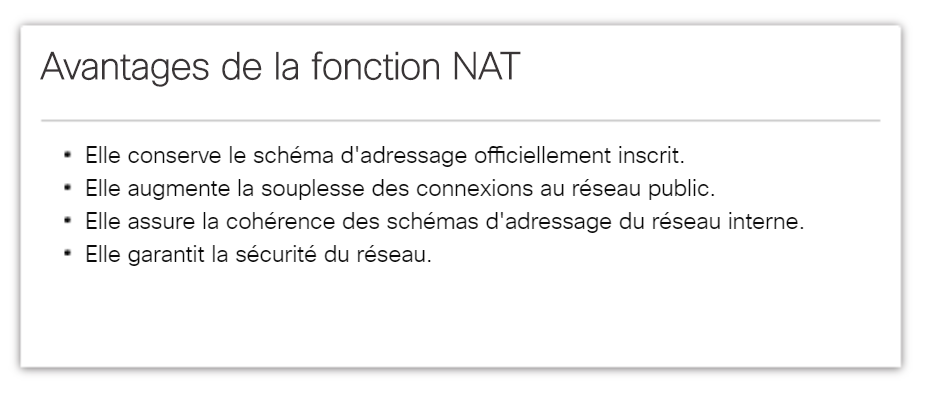 Avantages de la fonction NAT
▪ Elle conserve le schéma d'adressage officiellement inscrit.
▪ Elle augmente la souplesse des connexions au réseau public.
▪ Elle assure la cohérence des schémas d'adressage du réseau interne.
▪ Elle garantit la sécurité du réseau.